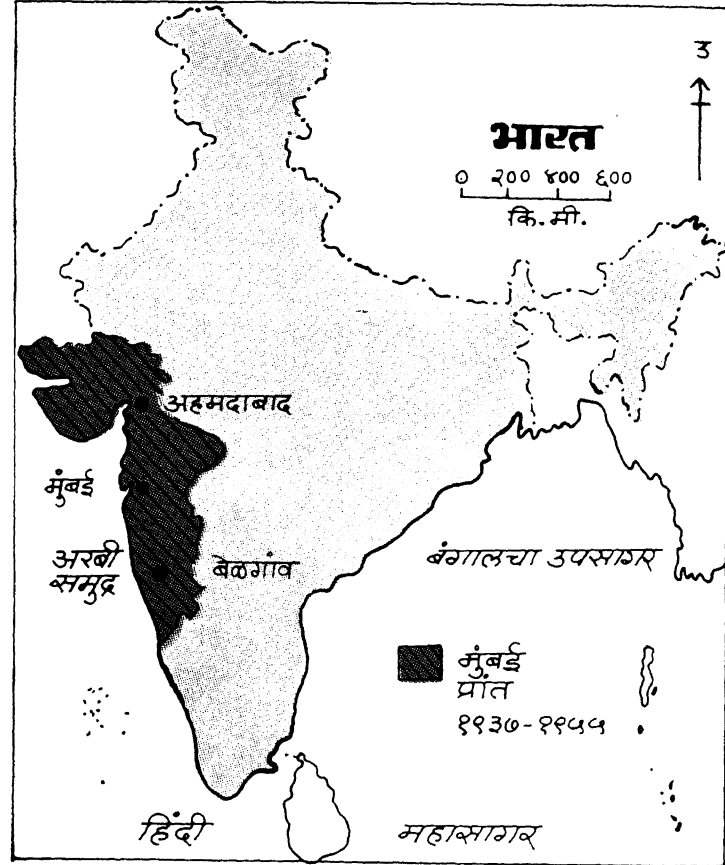 उ
भारत
० २०० ४०० ६००
कि.मी.
अहमदाबाद
मुंबई
अरबी
समुद्र
बेळगांव
बंगालचा उपसागर
मुंबई
प्रांत
१९३७-१९५५
हिंदी महासागर